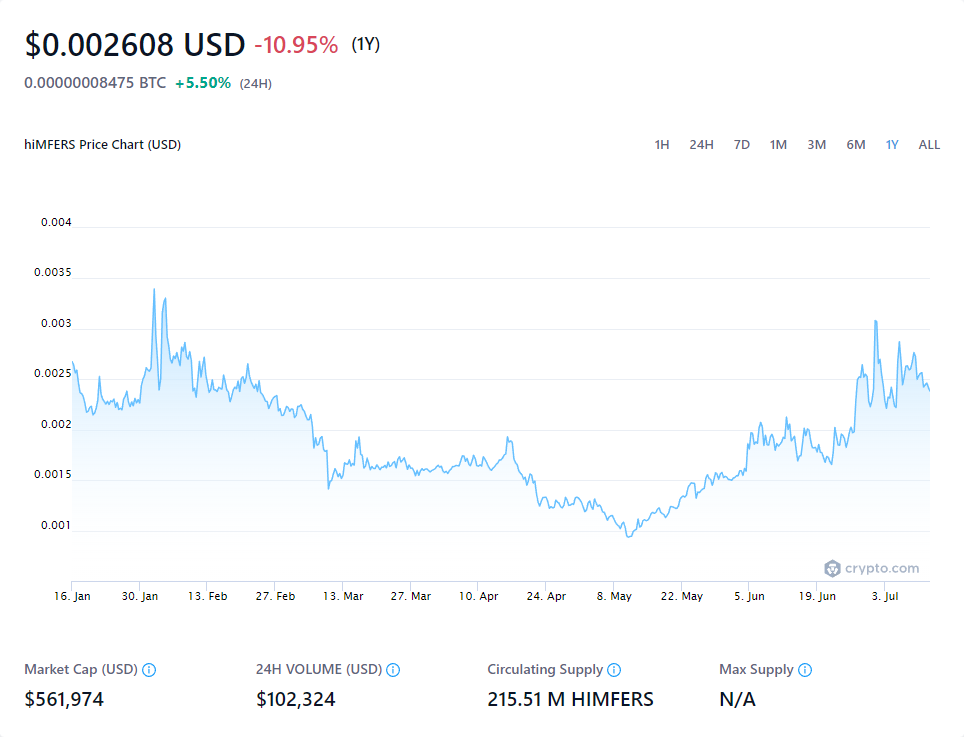 $0.002608 USD -10.95% (1Y)
0.00000008475 BTC +5.50% (24H)
hiMFERS Price Chart (USD) 1H 24H 7D 1M 3M 6M 1Y ALL
0.004
0.0035
0.003
0.0025
0.002
0.0015
0.001
crypto.com
16. Jan 30. Jan 13. Feb 27. Feb 13. Mar 27. Mar 10. Apr 24. Apr 8. May 22. May 5. Jun 19. Jun 3. Jul
Market Cap (USD) 24H VOLUME (USD) Circulating Supply Max Supply
$561,974 $102,324 215.51 M HIMFERS N/A